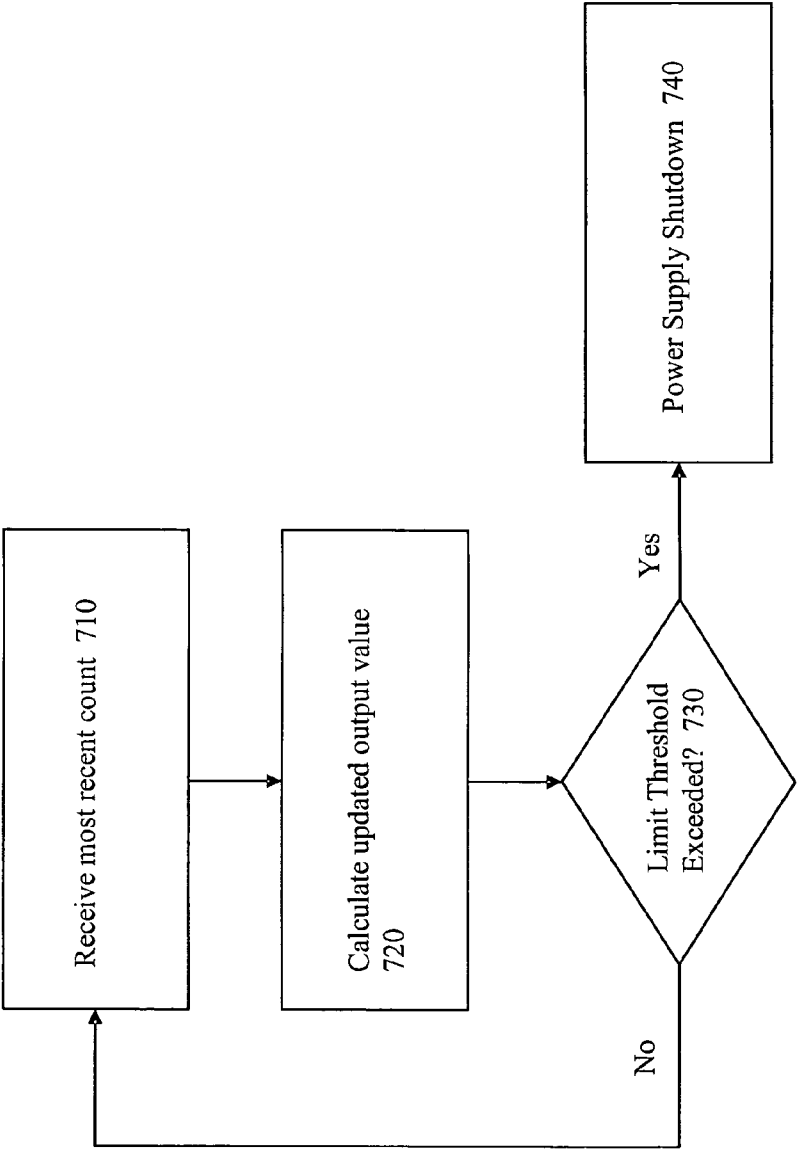 Receive most recent count 710
Calculate updated output value
720
Limit Threshold
Exceeded? 730
No
Yes
Power Supply Shutdown 740